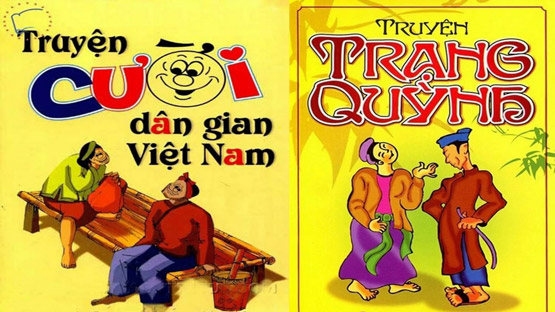 Truyện
CƯỜI
dân gian
Việt Nam
TRUYỆN
TRẠNG
QUỲNH